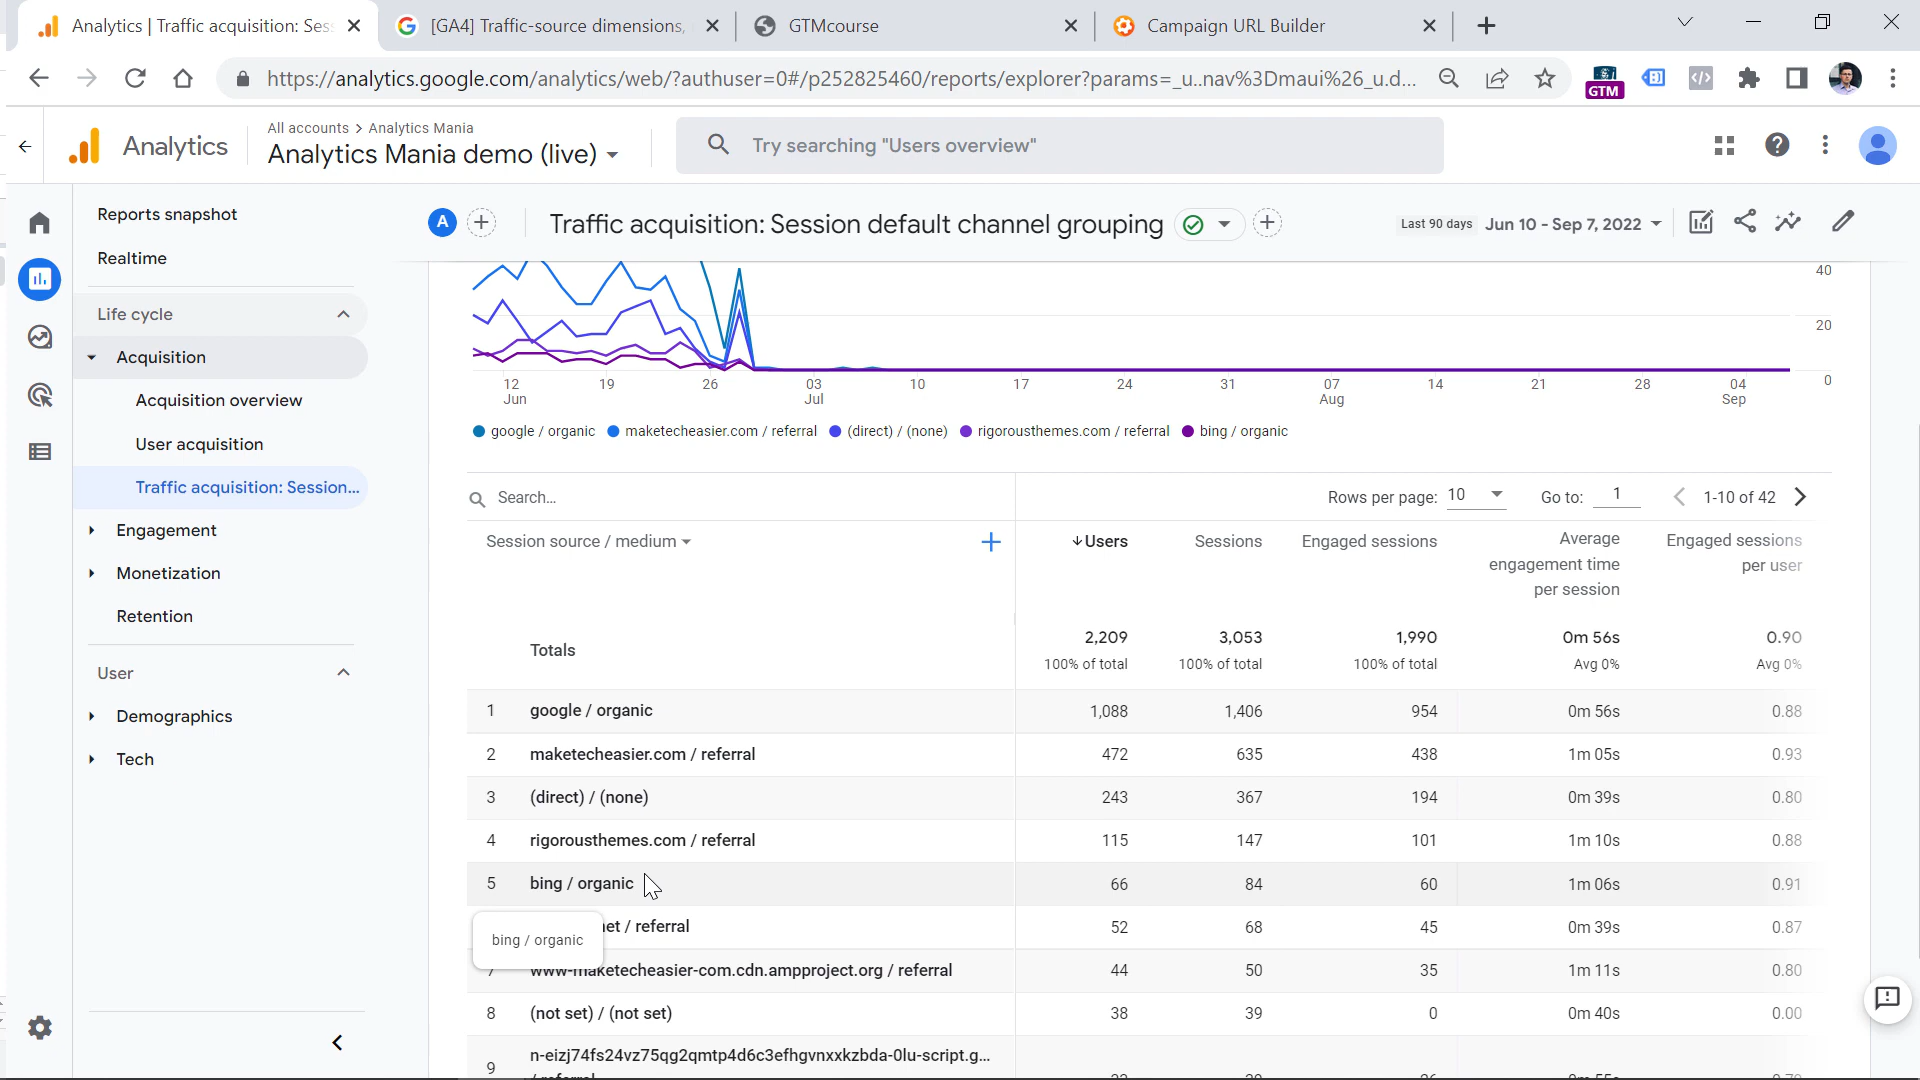 Analytics | Traffic acquisition: Ses
[GA4] Traffic-source dimensions,
GTMcourse
Campaign URL Builder
https://analytics.google.com/analytics/web/?authuser=0#/p252825460/reports/explorer?params=_u..nav%3Dmaui%26_u.d...
GTM
Analytics
All accounts > Analytics Mania
Analytics Mania demo (live)
Try searching "Users overview"
Reports snapshot
Realtime
Life cycle
Acquisition
Acquisition overview
User acquisition
Traffic acquisition: Session...
Engagement
Monetization
Retention
User
Demographics
Tech
A
Traffic acquisition: Session default channel grouping
Last 90 days Jun 10 - Sep 7, 2022
40
20
0
12 19 26 03 10 17 24 31 07 14 21 28 04
Jun Jul Aug Sep
google / organic maketecheasier.com / referral (direct) / (none) rigorousthemes.com / referral bing / organic
Search...
Rows per page: 10 Go to: 1 1-10 of 42
Session source / medium
Users
Sessions
Engaged sessions
Average
engagement time
per session
Engaged sessions
per user
Totals
2,209 3,053 1,990 0m 56s 0.90
100% of total 100% of total 100% of total Avg 0% Avg 0%
1 google / organic 1,088 1,406 954 0m 56s 0.88
2 maketecheasier.com / referral 472 635 438 1m 05s 0.93
3 (direct) / (none) 243 367 194 0m 39s 0.80
4 rigorousthemes.com / referral 115 147 101 1m 10s 0.88
5 bing / organic 66 84 60 1m 06s 0.91
/ referral 52 68 45 0m 39s 0.87
bing / organic
7 www-maketecheasier-com.cdn.ampproject.org / referral 44 50 35 1m 11s 0.80
8 (not set) / (not set) 38 39 0 0m 40s 0.00
9 n-eizj74fs24vz75qg2qmtp4d6c3efhgvnxxkzbda-0lu-script.g...